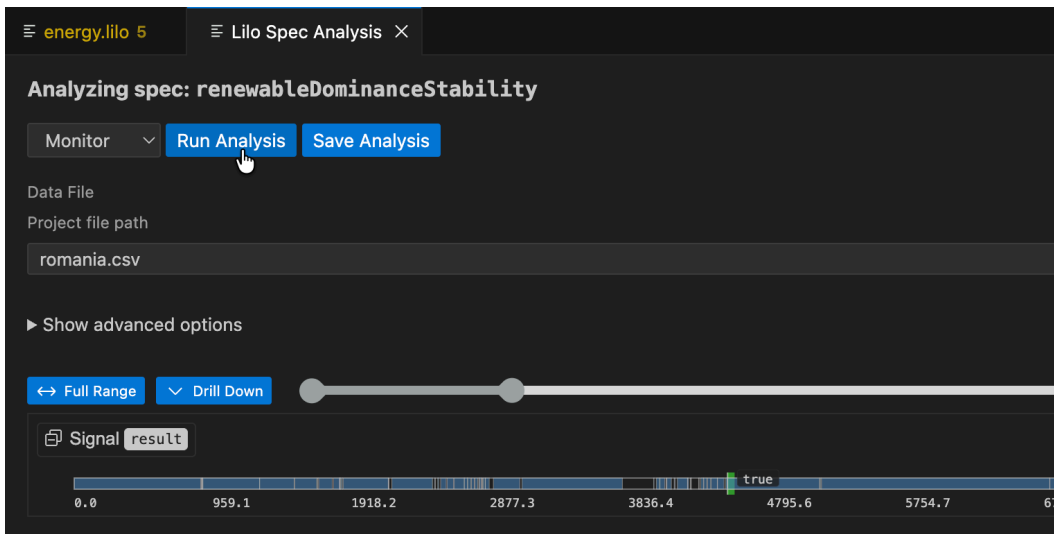 energy.lilo 5
Lilo Spec Analysis
Analyzing spec: renewableDominanceStability
Monitor Run Analysis Save Analysis
Data File
Project file path
romania.csv
Show advanced options
Full Range Drill Down
Signal result
true
0.0 959.1 1918.2 2877.3 3836.4 4795.6 5754.7